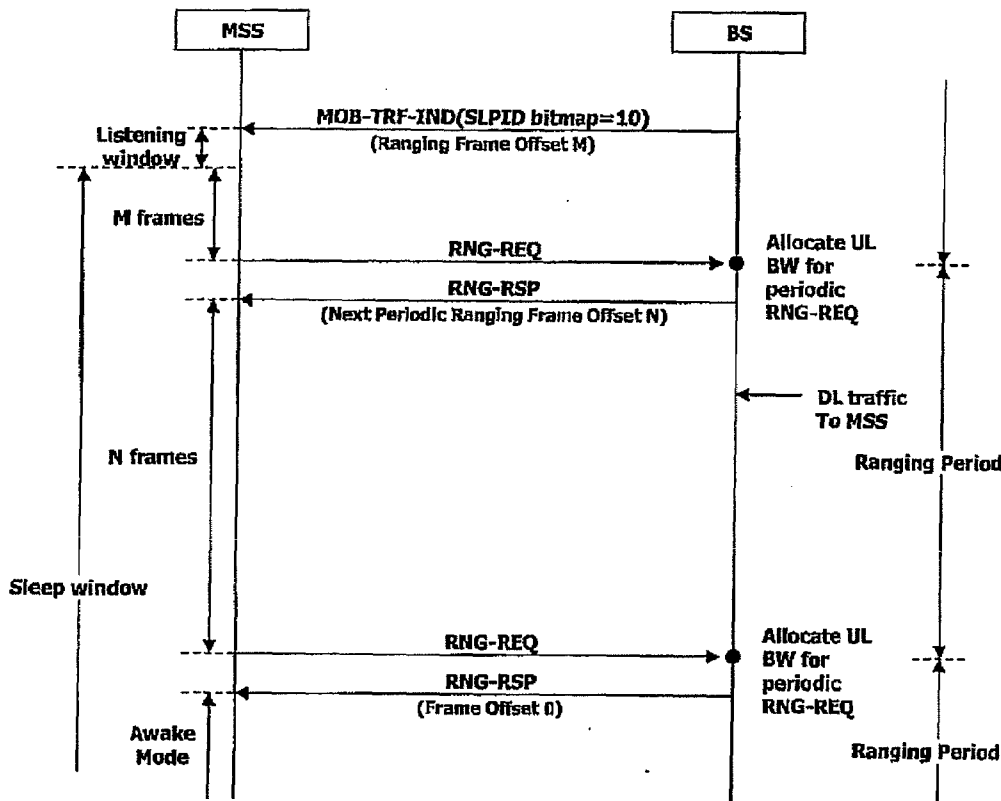 MSS
BS
MOB-TRF-IND(SLPID bitmap=10)
(Ranging Frame Offset M)
Listening
window
M frames
RNG-REQ
Allocate UL
BW for
periodic
RNG-REQ
RNG-RSP
(Next Periodic Ranging Frame Offset N)
DL traffic
To MSS
N frames
Ranging Period
Sleep window
RNG-REQ
Allocate UL
BW for
periodic
RNG-REQ
RNG-RSP
(Frame Offset 0)
Awake
Mode
Ranging Period